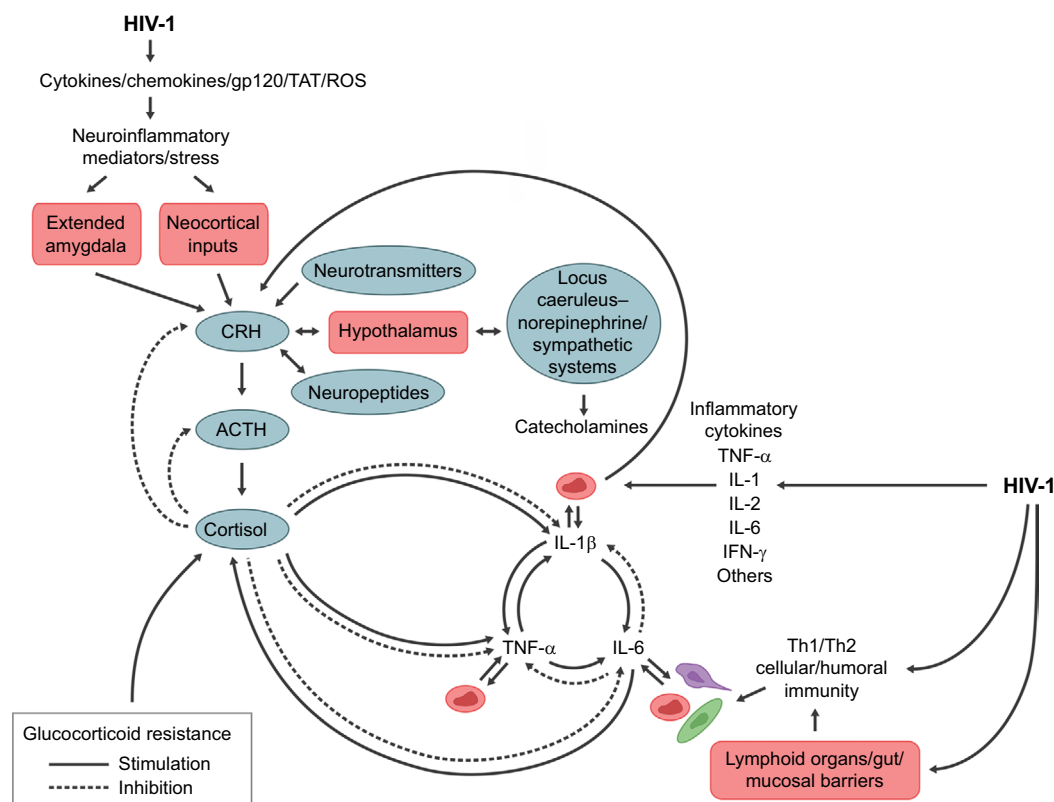 HIV-1
Cytokines/chemokines/gp120/TAT/ROS
Neuroinflammatory
mediators/stress
Extended
amygdala
Neocortical
inputs
Neurotransmitters
Locus
caeruleus–
norepinephrine/
sympathetic
systems
CRH
Hypothalamus
Neuropeptides
Catecholamines
ACTH
Inflammatory
cytokines
TNF-α
IL-1
IL-2
IL-6
IFN-γ
Others
HIV-1
Cortisol
IL-1β
TNF-α
IL-6
Th1/Th2
cellular/humoral
immunity
Lymphoid organs/gut/
mucosal barriers
Glucocorticoid resistance
Stimulation
Inhibition